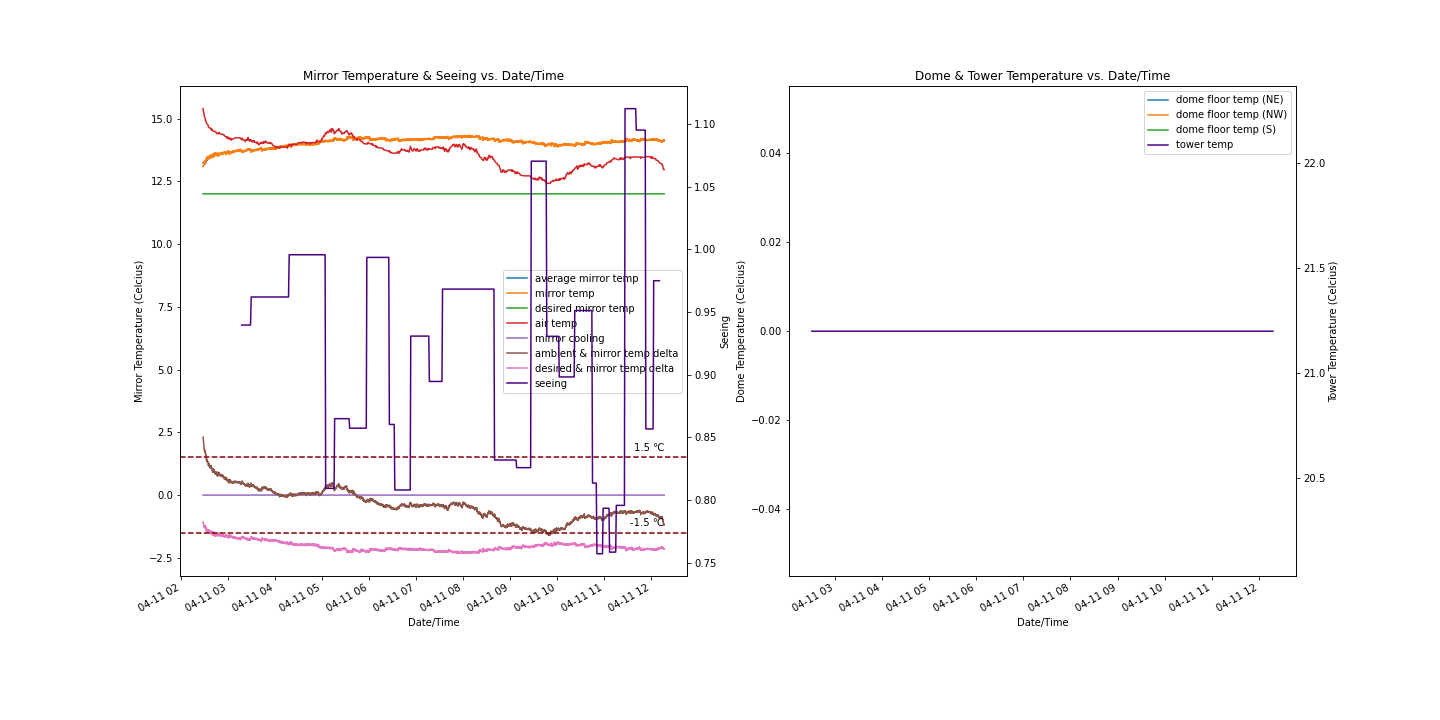 Mirror Temperature & Seeing vs. Date/Time
Mirror Temperature (Celcius)
15.0
12.5
10.0
7.5
5.0
2.5
0.0
−2.5
1.10
1.05
1.00
0.95
0.90
0.85
0.80
0.75
Seeing
average mirror temp
mirror temp
desired mirror temp
air temp
mirror cooling
ambient & mirror temp delta
desired & mirror temp delta
seeing
1.5 °C
-1.5 °C
04-11 02
04-11 03
04-11 04
04-11 05
04-11 06
04-11 07
04-11 08
04-11 09
04-11 10
04-11 11
04-11 12
Date/Time
Dome & Tower Temperature vs. Date/Time
Dome Temperature (Celcius)
0.04
0.02
0.00
−0.02
−0.04
dome floor temp (NE)
dome floor temp (NW)
dome floor temp (S)
tower temp
22.0
21.5
21.0
20.5
Tower Temperature (Celcius)
04-11 03
04-11 04
04-11 05
04-11 06
04-11 07
04-11 08
04-11 09
04-11 10
04-11 11
04-11 12
Date/Time